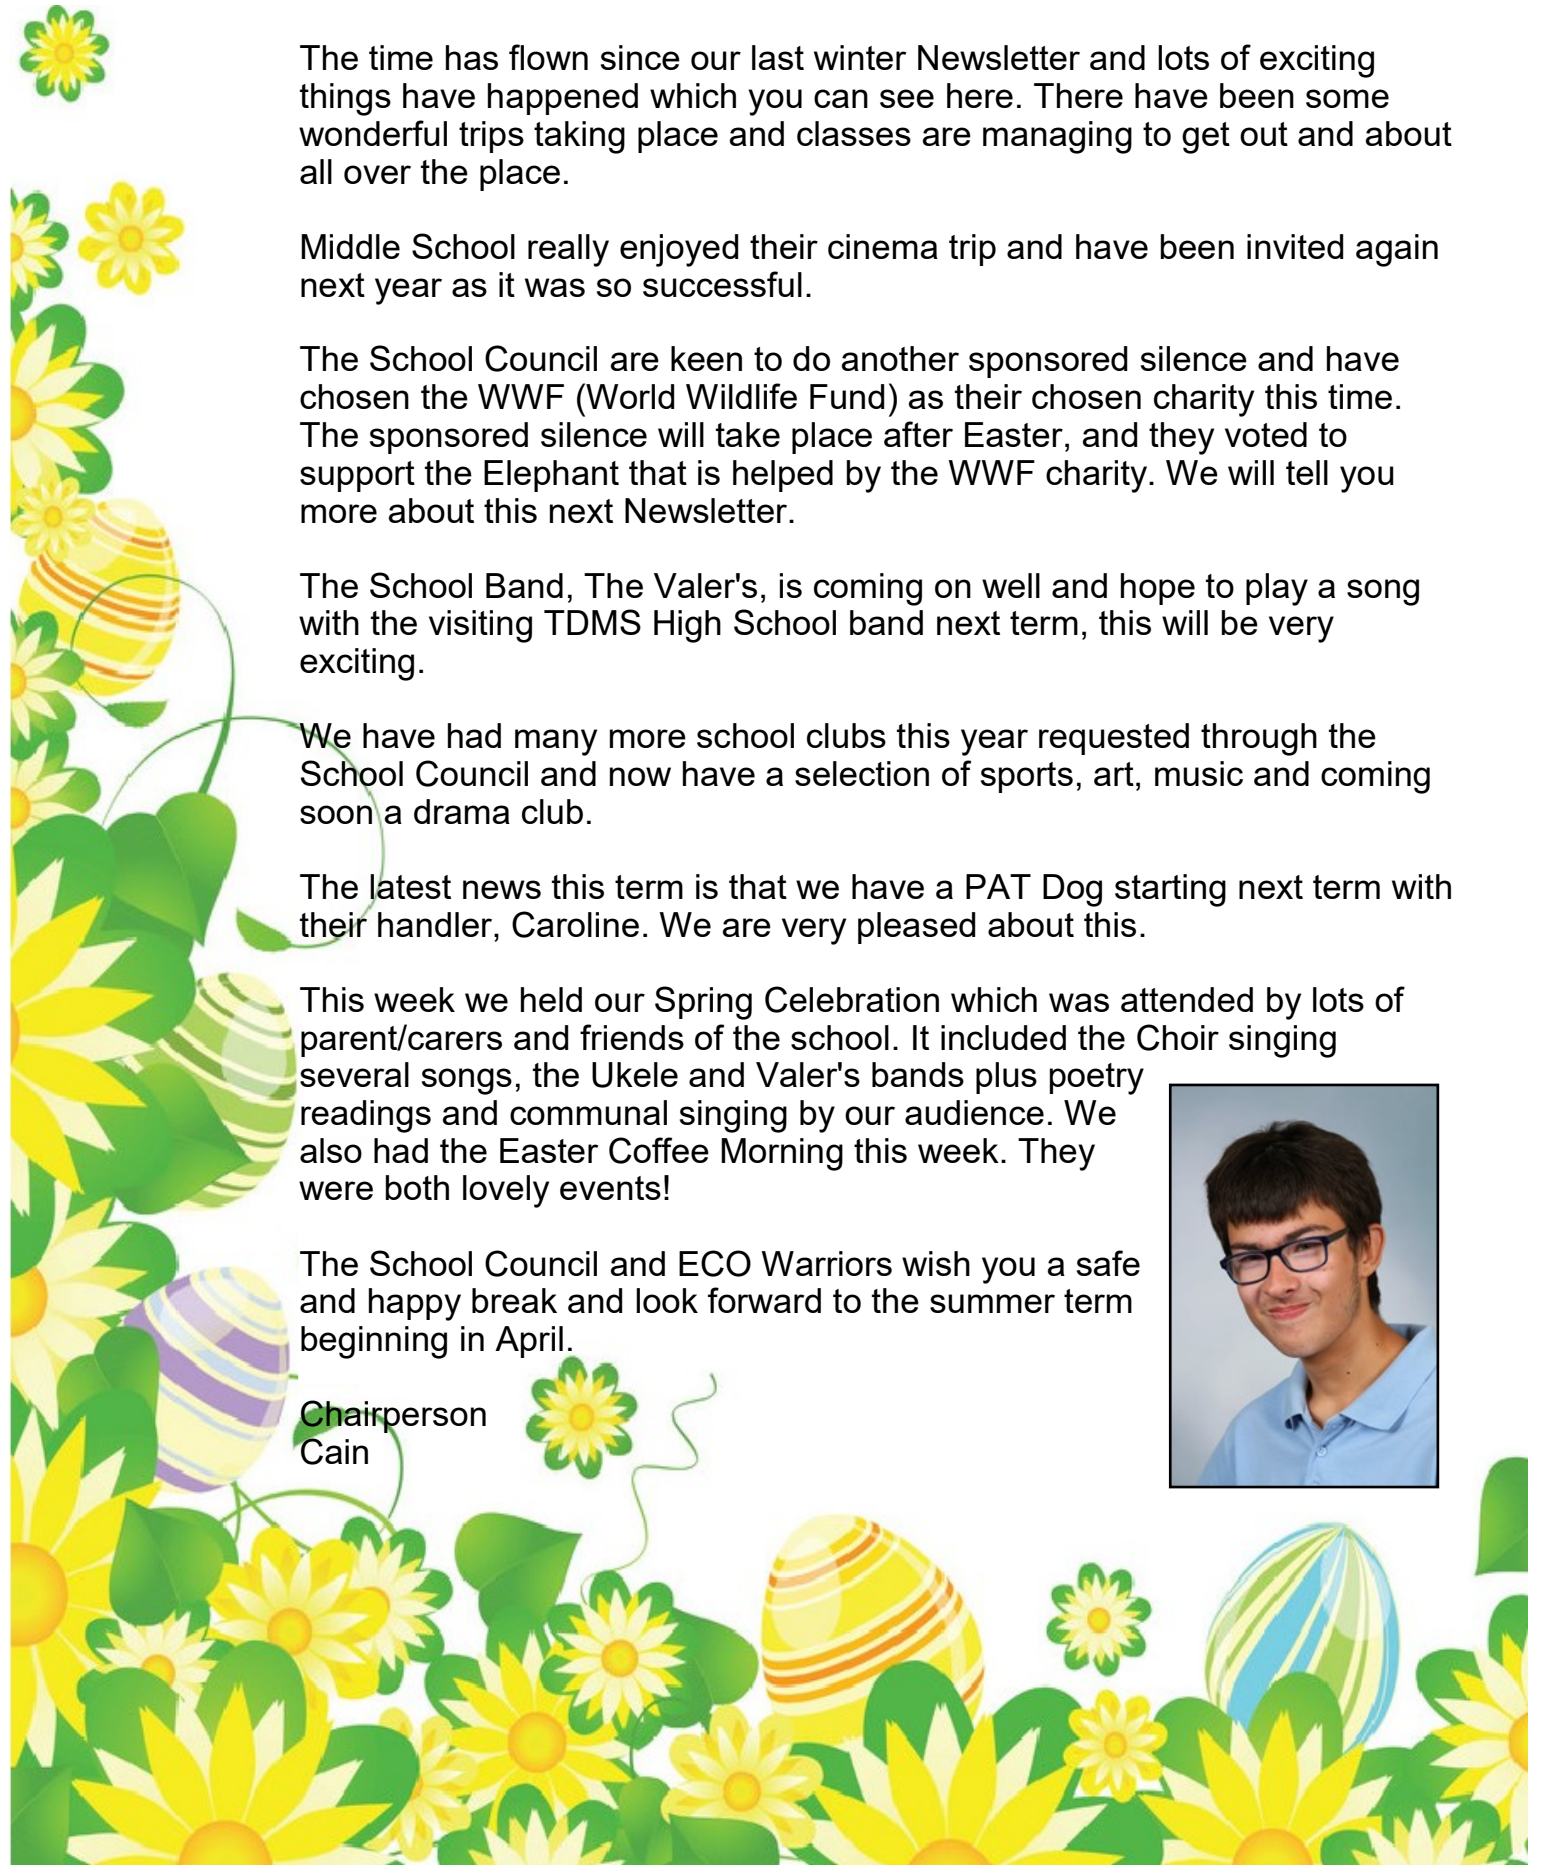 The time has flown since our last winter Newsletter and lots of exciting
things have happened which you can see here. There have been some
wonderful trips taking place and classes are managing to get out and about
all over the place.
Middle School really enjoyed their cinema trip and have been invited again
next year as it was so successful.
The School Council are keen to do another sponsored silence and have
chosen the WWF (World Wildlife Fund) as their chosen charity this time.
The sponsored silence will take place after Easter, and they voted to
support the Elephant that is helped by the WWF charity. We will tell you
more about this next Newsletter.
The School Band, The Valer's, is coming on well and hope to play a song
with the visiting TDMS High School band next term, this will be very
exciting.
We have had many more school clubs this year requested through the
School Council and now have a selection of sports, art, music and coming
soon a drama club.
The latest news this term is that we have a PAT Dog starting next term with
their handler, Caroline. We are very pleased about this.
This week we held our Spring Celebration which was attended by lots of
parent/carers and friends of the school. It included the Choir singing
several songs, the Ukele and Valer's bands plus poetry
readings and communal singing by our audience. We
also had the Easter Coffee Morning this week. They
were both lovely events!
The School Council and ECO Warriors wish you a safe
and happy break and look forward to the summer term
beginning in April.
Chairperson
Cain